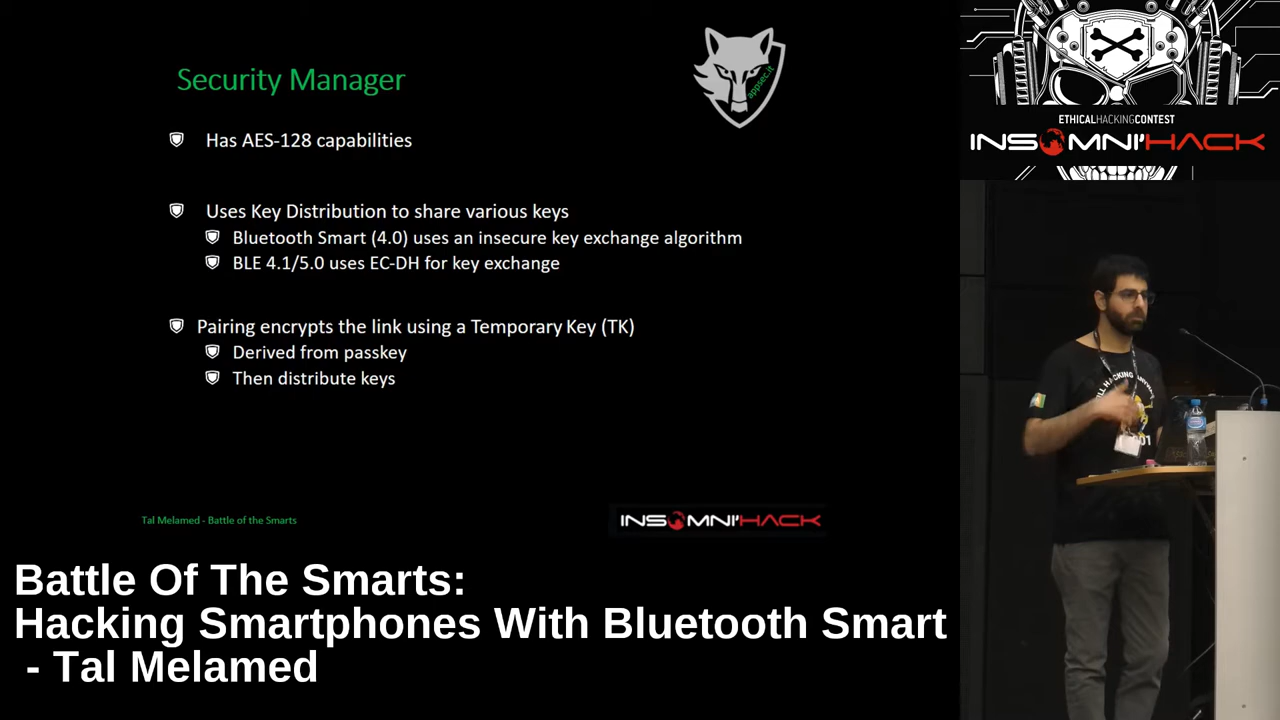 Security Manager
appsec.it
Has AES-128 capabilities
Uses Key Distribution to share various keys
Bluetooth Smart (4.0) uses an insecure key exchange algorithm
BLE 4.1/5.0 uses EC-DH for key exchange
Pairing encrypts the link using a Temporary Key (TK)
Derived from passkey
Then distribute keys
Tal Melamed - Battle of the Smarts
INSOMNI'HACK
ETHICALHACKINGCONTEST
INSOMNI'HACK
Battle Of The Smarts:
Hacking Smartphones With Bluetooth Smart
- Tal Melamed